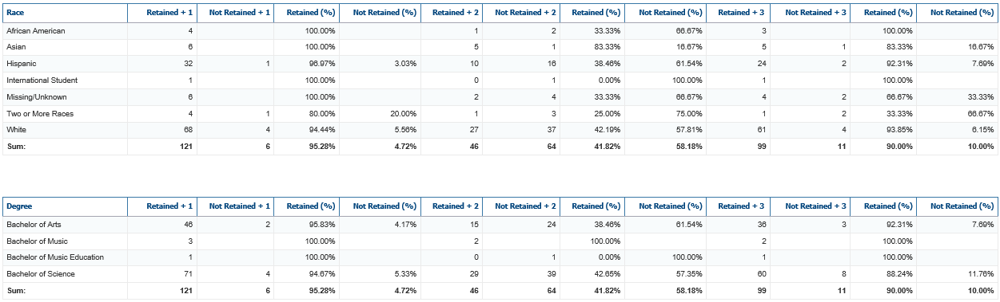 Race Retained + 1 Not Retained + 1 Retained (%) Not Retained (%) Retained + 2 Not Retained + 2 Retained (%) Not Retained (%) Retained + 3 Not Retained + 3 Retained (%) Not Retained (%)
African American 4 100.00% 1 2 33.33% 66.67% 3 100.00%
Asian 6 100.00% 5 1 83.33% 16.67% 5 1 83.33% 16.67%
Hispanic 32 1 96.97% 3.03% 10 16 38.46% 61.54% 24 2 92.31% 7.69%
International Student 1 100.00% 0 1 0.00% 100.00% 1 100.00%
Missing/Unknown 6 100.00% 2 4 33.33% 66.67% 4 2 66.67% 33.33%
Two or More Races 4 1 80.00% 20.00% 1 3 25.00% 75.00% 1 2 33.33% 66.67%
White 68 4 94.44% 5.56% 27 37 42.19% 57.81% 61 4 93.85% 6.15%
Sum: 121 6 95.28% 4.72% 46 64 41.82% 58.18% 99 11 90.00% 10.00%
Degree Retained + 1 Not Retained + 1 Retained (%) Not Retained (%) Retained + 2 Not Retained + 2 Retained (%) Not Retained (%) Retained + 3 Not Retained + 3 Retained (%) Not Retained (%)
Bachelor of Arts 46 2 95.83% 4.17% 15 24 38.46% 61.54% 36 3 92.31% 7.69%
Bachelor of Music 3 100.00% 2 100.00% 2 100.00%
Bachelor of Music Education 1 100.00% 0 1 0.00% 100.00% 1 100.00%
Bachelor of Science 71 4 94.67% 5.33% 29 39 42.65% 57.35% 60 8 88.24% 11.76%
Sum: 121 6 95.28% 4.72% 46 64 41.82% 58.18% 99 11 90.00% 10.00%